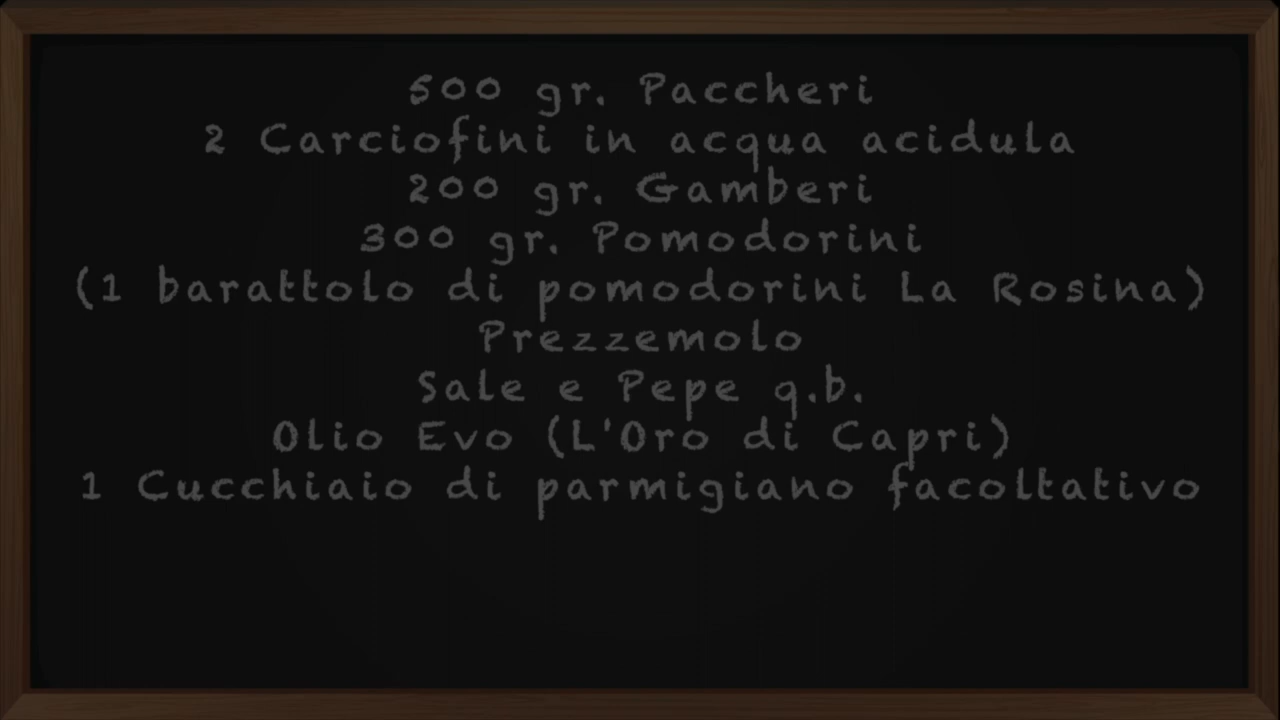 500 gr. Paccheri
2 Carciofini in acqua acidula
200 gr. Gamberi
300 gr. Pomodorini
(1 barattolo di pomodorini La Rosina)
Prezzemolo
Sale e Pepe q.b.
Olio Evo (L'Oro di Capri)
1 Cucchiaio di parmigiano facoltativo